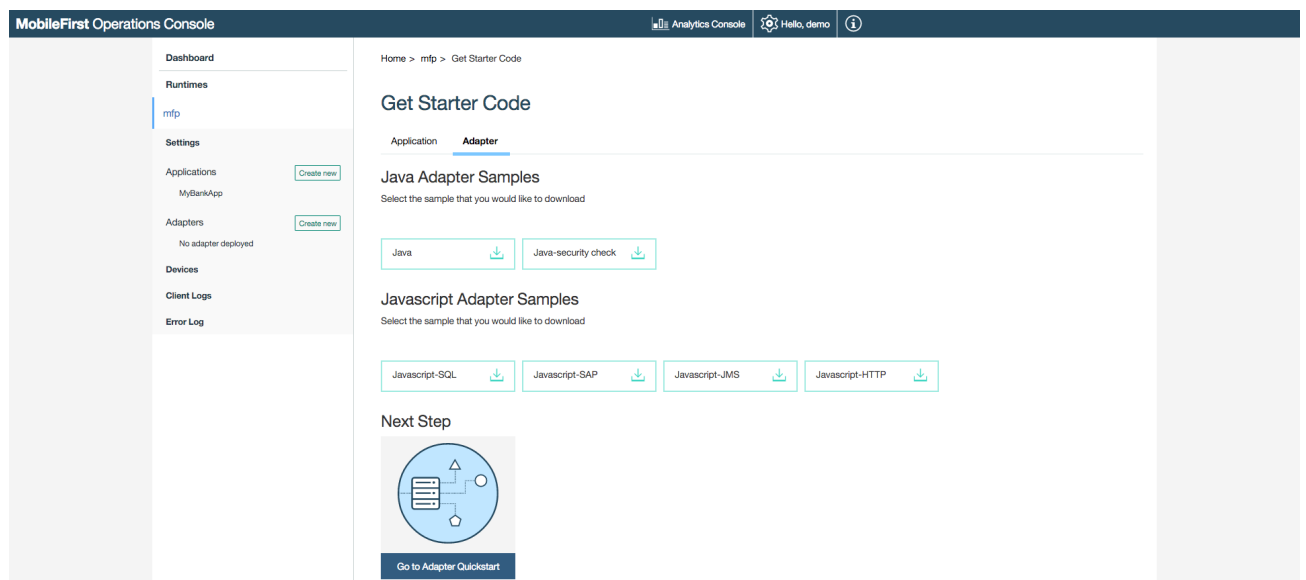 MobileFirst Operations Console
Analytics Console
Hello, demo
Dashboard
Runtimes
mfp
Settings
Applications
Create new
MyBankApp
Adapters
Create new
No adapter deployed
Devices
Client Logs
Error Log
Home > mfp > Get Starter Code
Get Starter Code
Application
Adapter
Java Adapter Samples
Select the sample that you would like to download
Java
Java-security check
Javascript Adapter Samples
Select the sample that you would like to download
Javascript-SQL
Javascript-SAP
Javascript-JMS
Javascript-HTTP
Next Step
Go to Adapter Quickstart